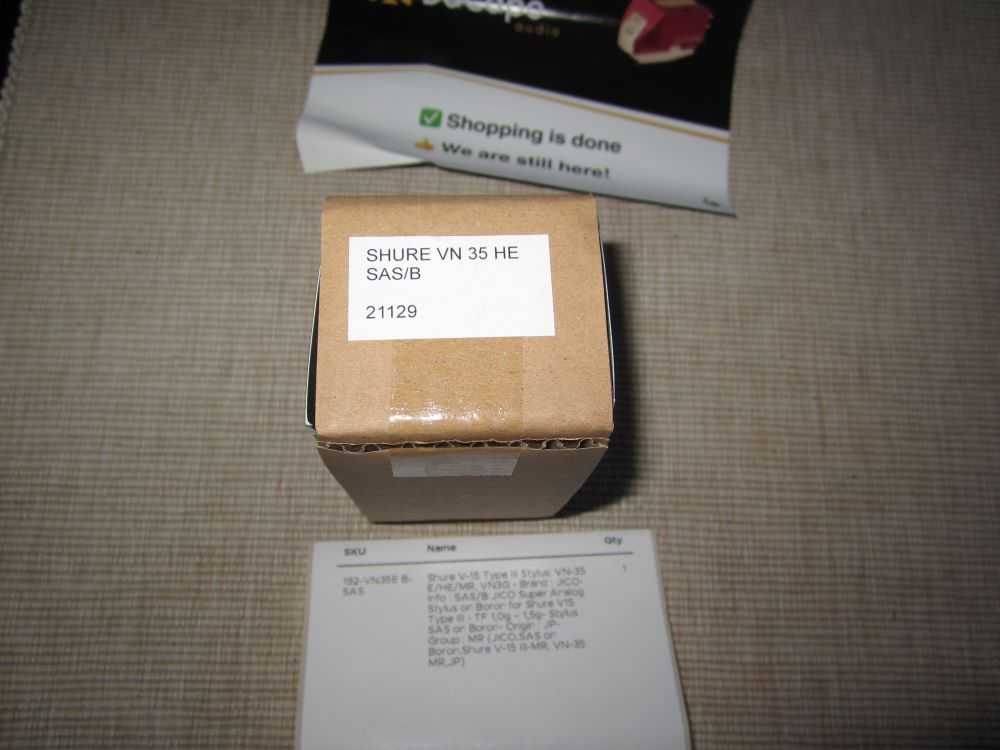 audio
✅ Shopping is done
👍 We are still here!
SHURE VN 35 HE
SAS/B
21129
SKU Name Qty
192-VN35E B-
SAS
Shure V-15 Type III Stylus, VN-35 1
E/HE/MR, VN3G - Brand : JICO-
Info : SAS/B JICO Super Analog
Stylus on Boron for Shure V15
Type III - TF 1,0g - 1,5g- Stylus
SAS on Boron- Origin : JP-
Group : MR (JICO,SAS on
Boron,Shure V-15 III-MR, VN-35
MR,JP)